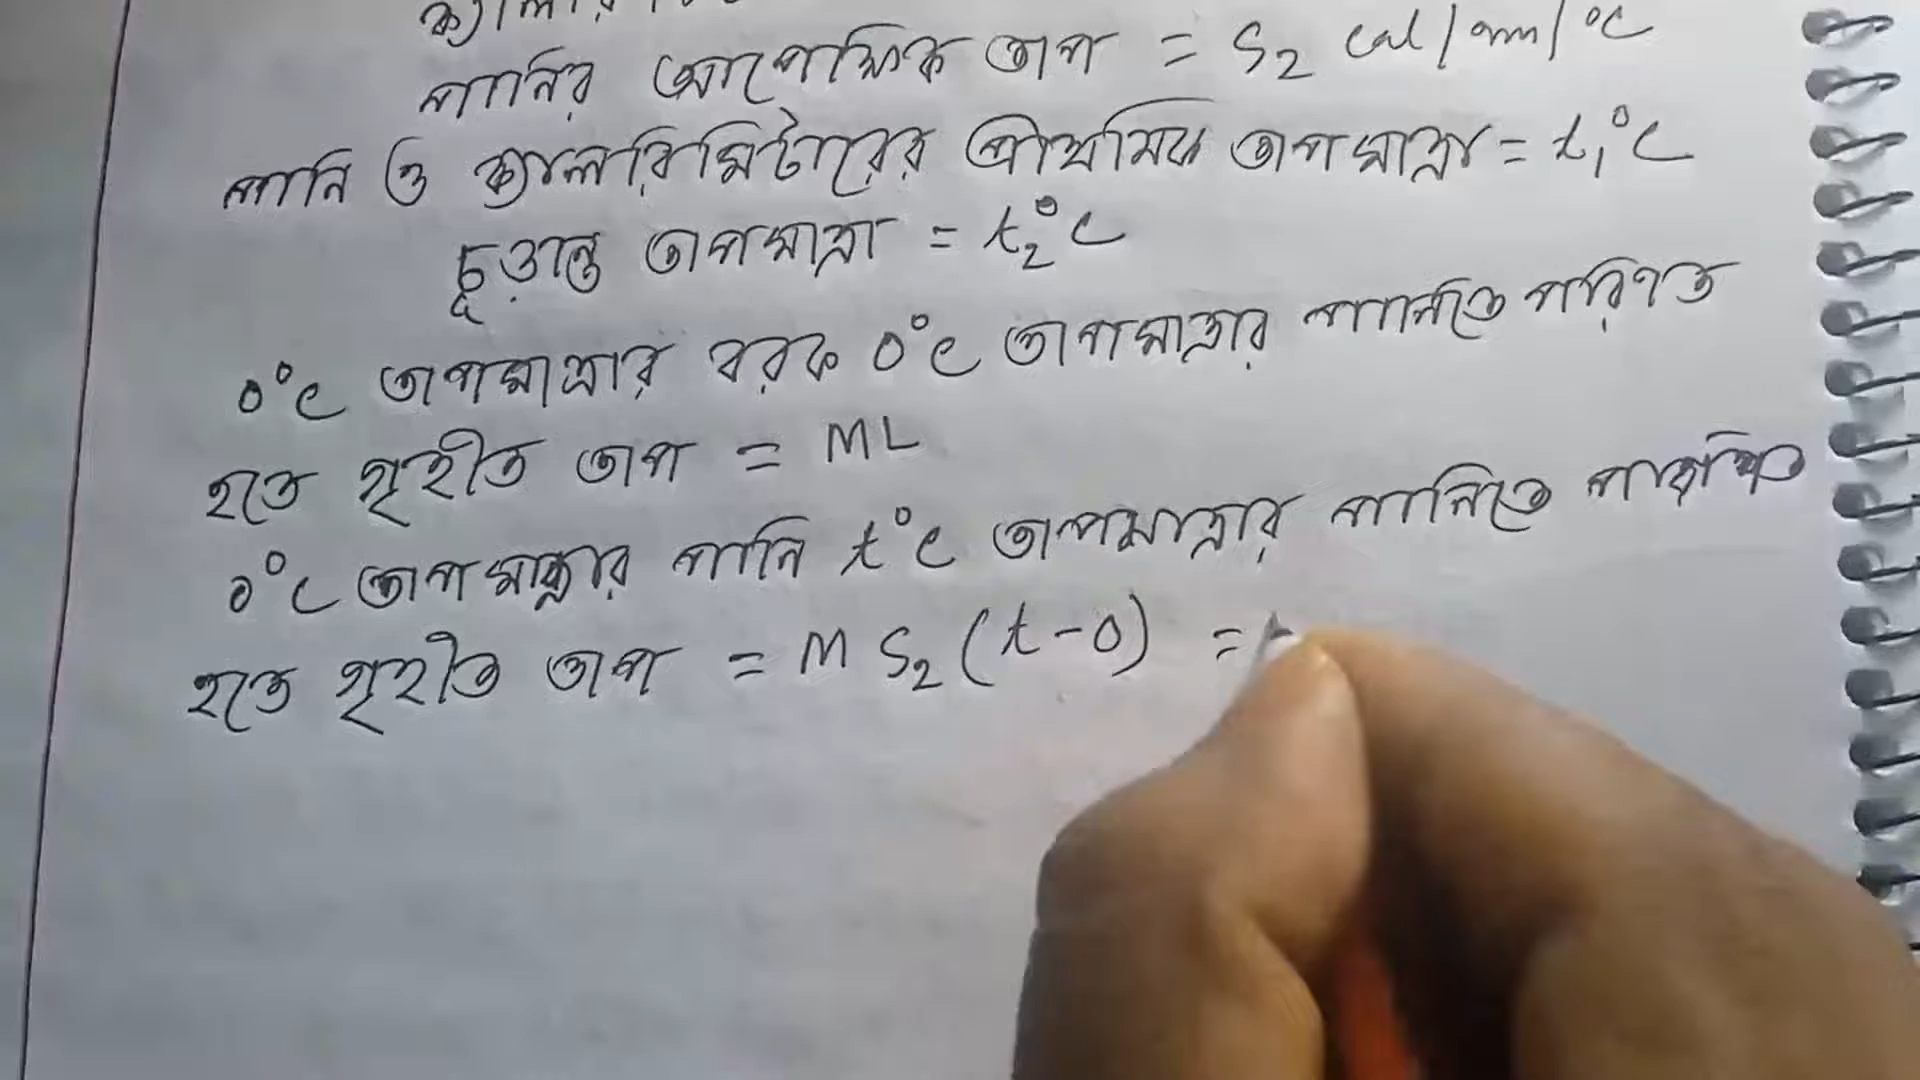 পানির আপেক্ষিক তাপ = S₂ cal/gm/°C
পানি ও ক্যালরিমিটারের প্রাথমিক তাপমাত্রা = t₁°C
চূড়ান্ত তাপমাত্রা = t₂°C
0°C তাপমাত্রার বরফ 0°C তাপমাত্রার পানিতে পরিণত
হতে গৃহীত তাপ = ML
0°C তাপমাত্রার পানি t°C তাপমাত্রার পানিতে
হতে গৃহীত তাপ = M S₂ (t-0) =